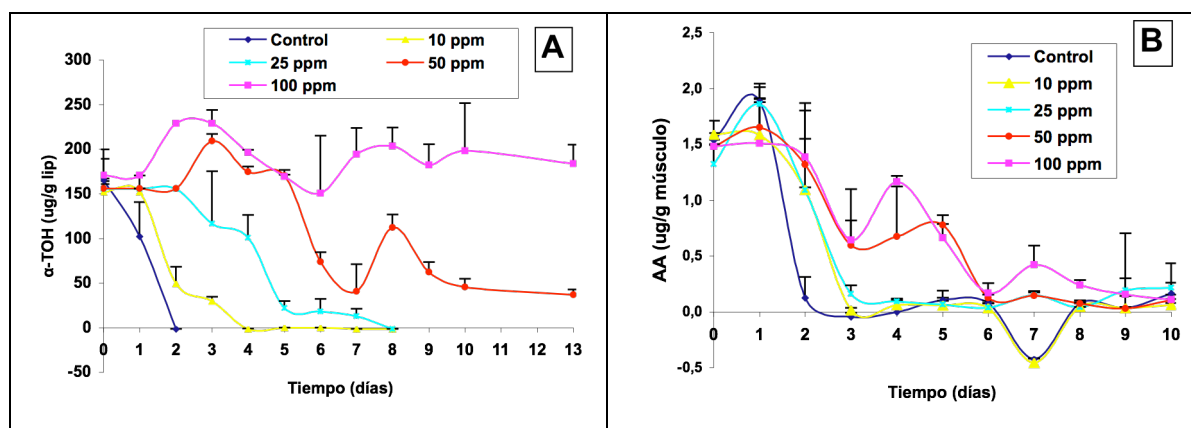 A
Control
10 ppm
25 ppm
50 ppm
100 ppm
α-TOH (ug/g lip)
300
250
200
150
100
50
0
-50
0 1 2 3 4 5 6 7 8 9 10 11 12 13
Tiempo (días)
B
Control
10 ppm
25 ppm
50 ppm
100 ppm
AA (ug/g músculo)
2,5
2,0
1,5
1,0
0,5
0,0
-0,5
0 1 2 3 4 5 6 7 8 9 10
Tiempo (días)